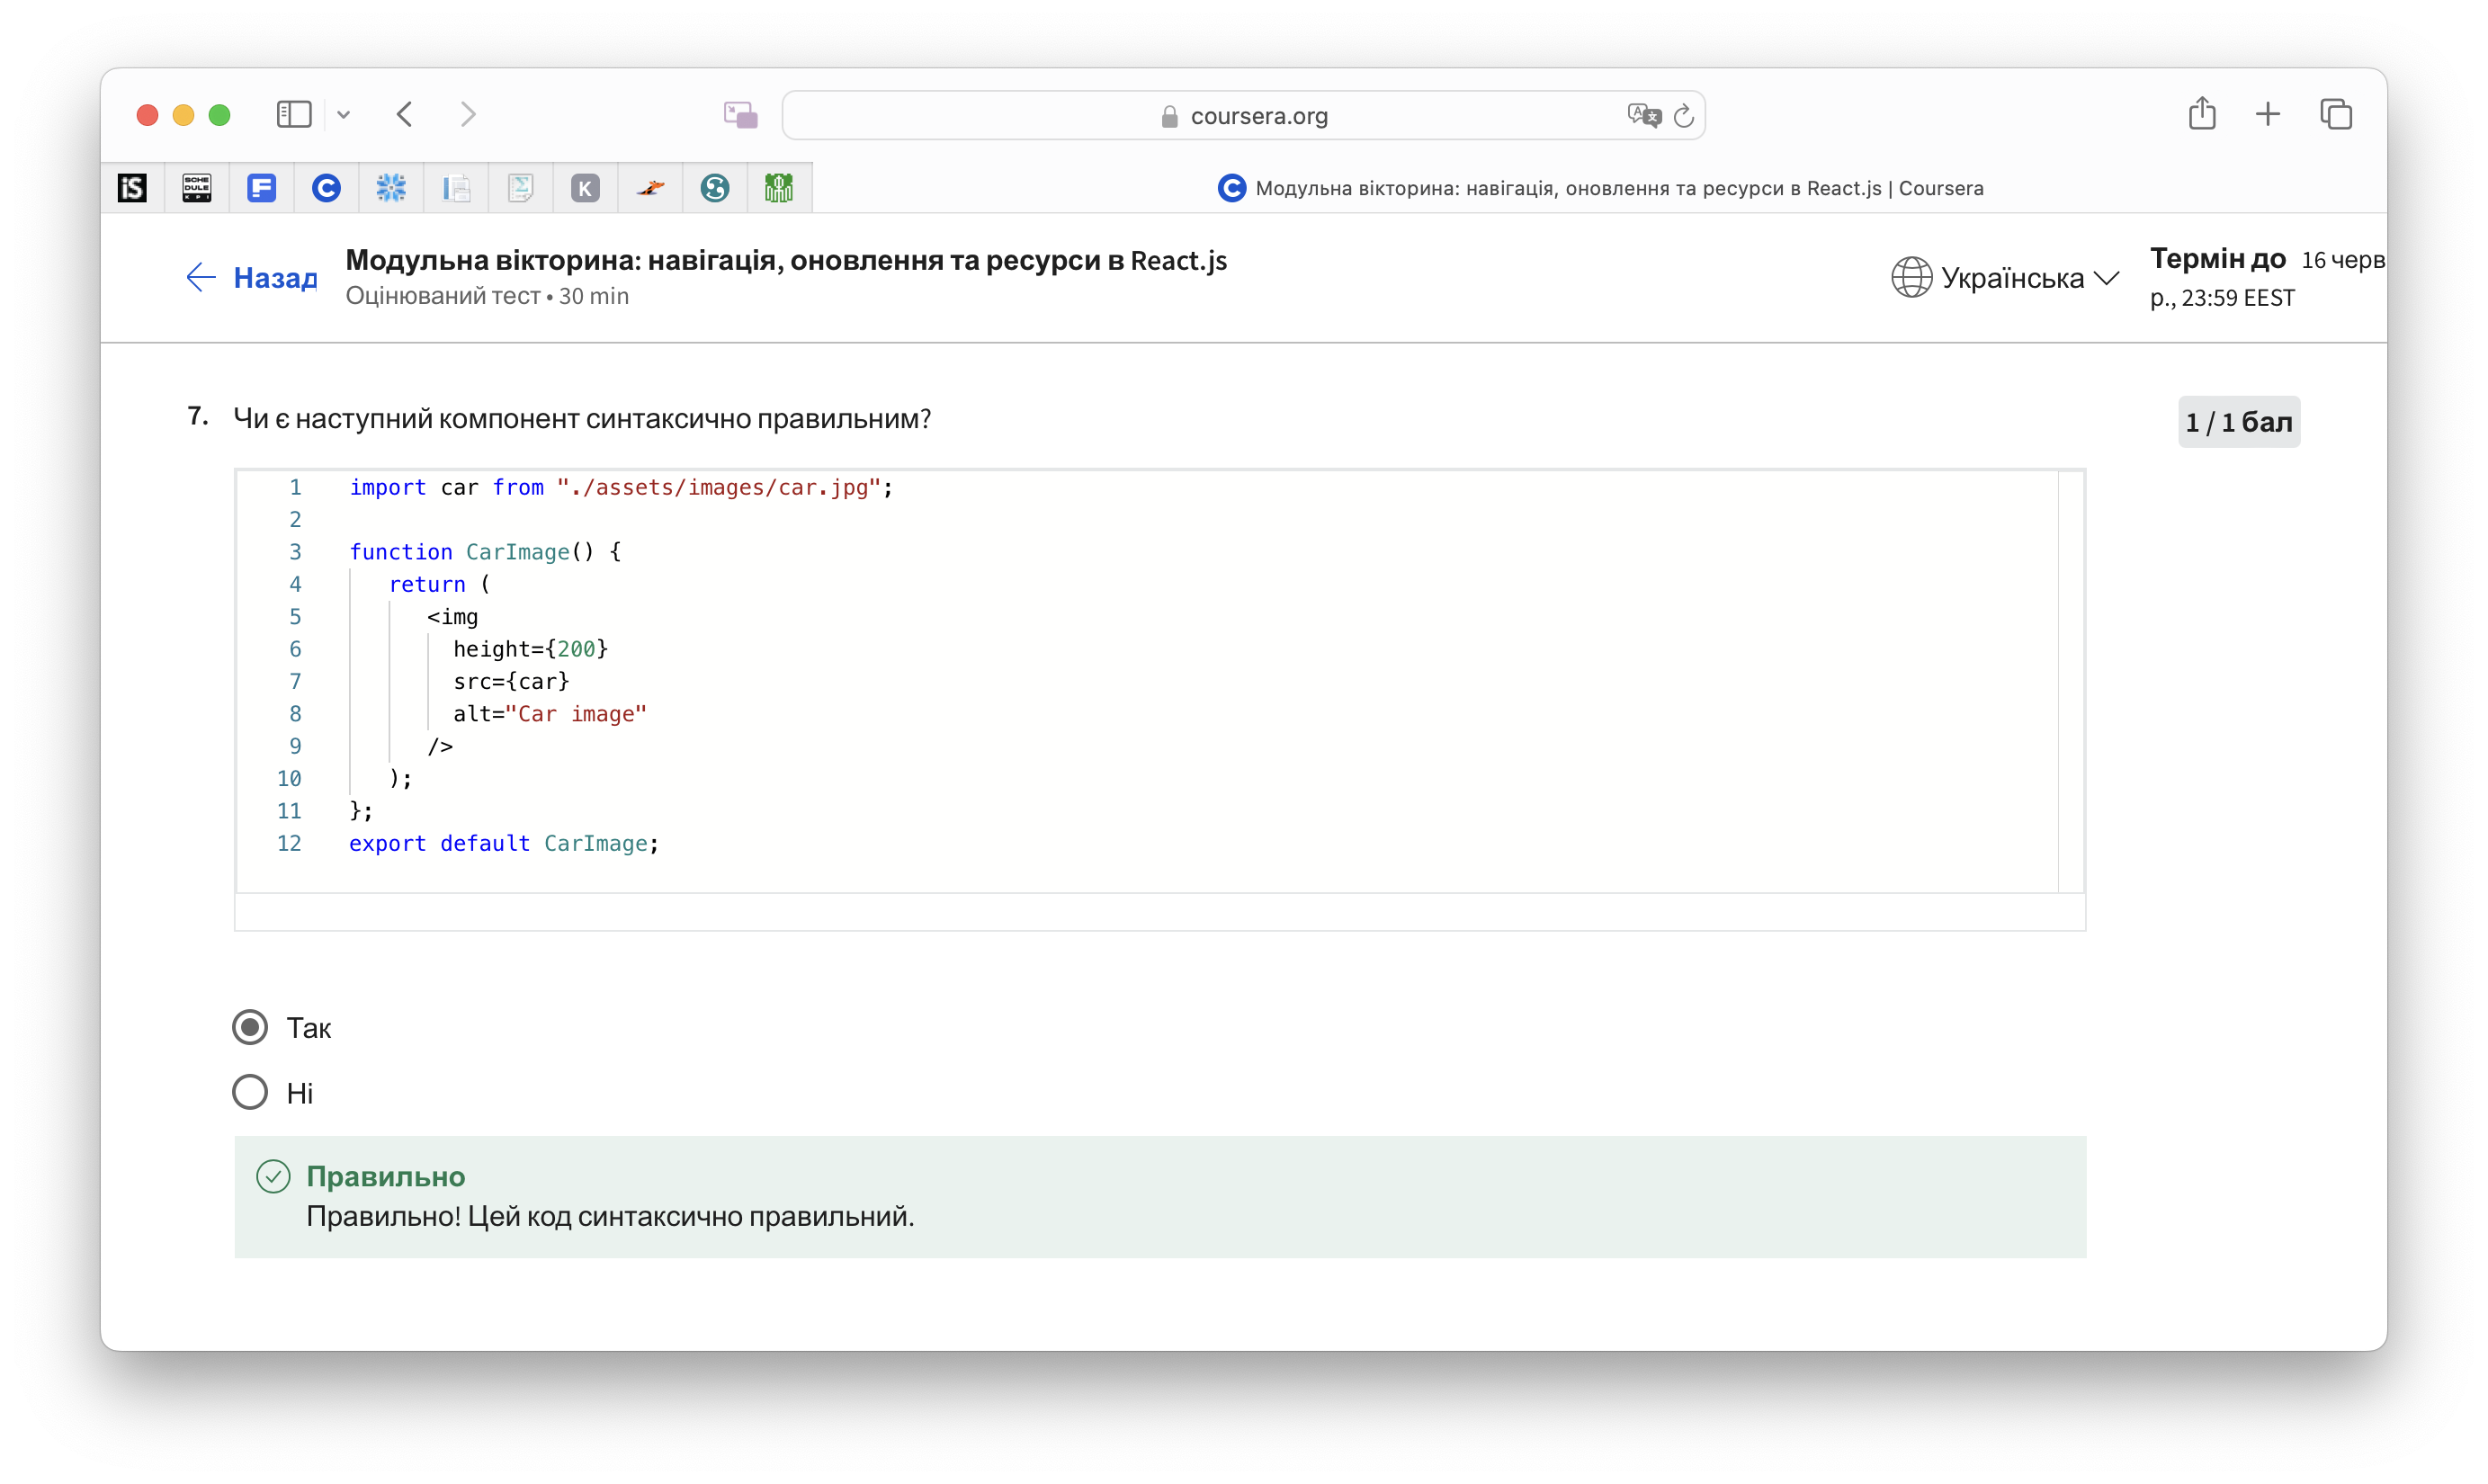 coursera.org
iS
SCHE
DULE
KPI
K
Модульна вікторина: навігація, оновлення та ресурси в React.js | Coursera
Назад
Модульна вікторина: навігація, оновлення та ресурси в React.js
Оцінюваний тест • 30 min
Українська
Термін до 16 черв
р., 23:59 EEST
7. Чи є наступний компонент синтаксично правильним?
1 / 1 бал
1 import car from "./assets/images/car.jpg";
2
3 function CarImage() {
4 return (
5 <img
6 height={200}
7 src={car}
8 alt="Car image"
9 />
10 );
11 };
12 export default CarImage;
Так
Ні
Правильно
Правильно! Цей код синтаксично правильний.